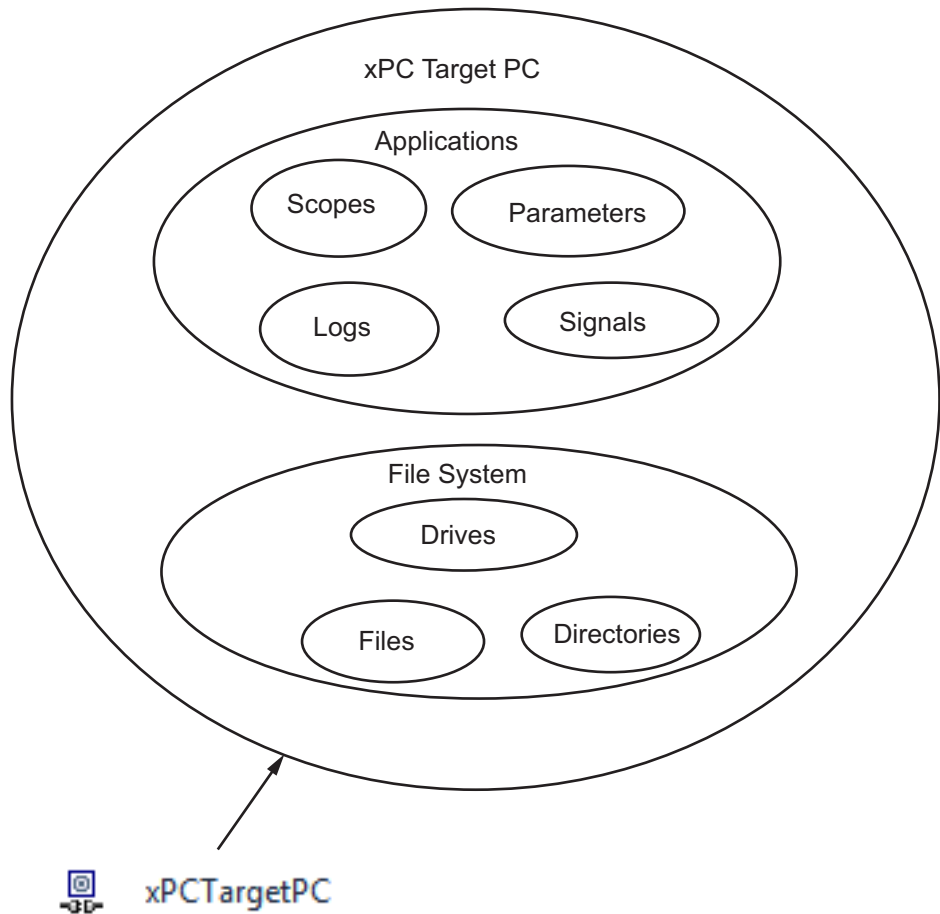 xPC Target PC
Applications
Scopes
Parameters
Logs
Signals
File System
Drives
Files
Directories
xPCTargetPC